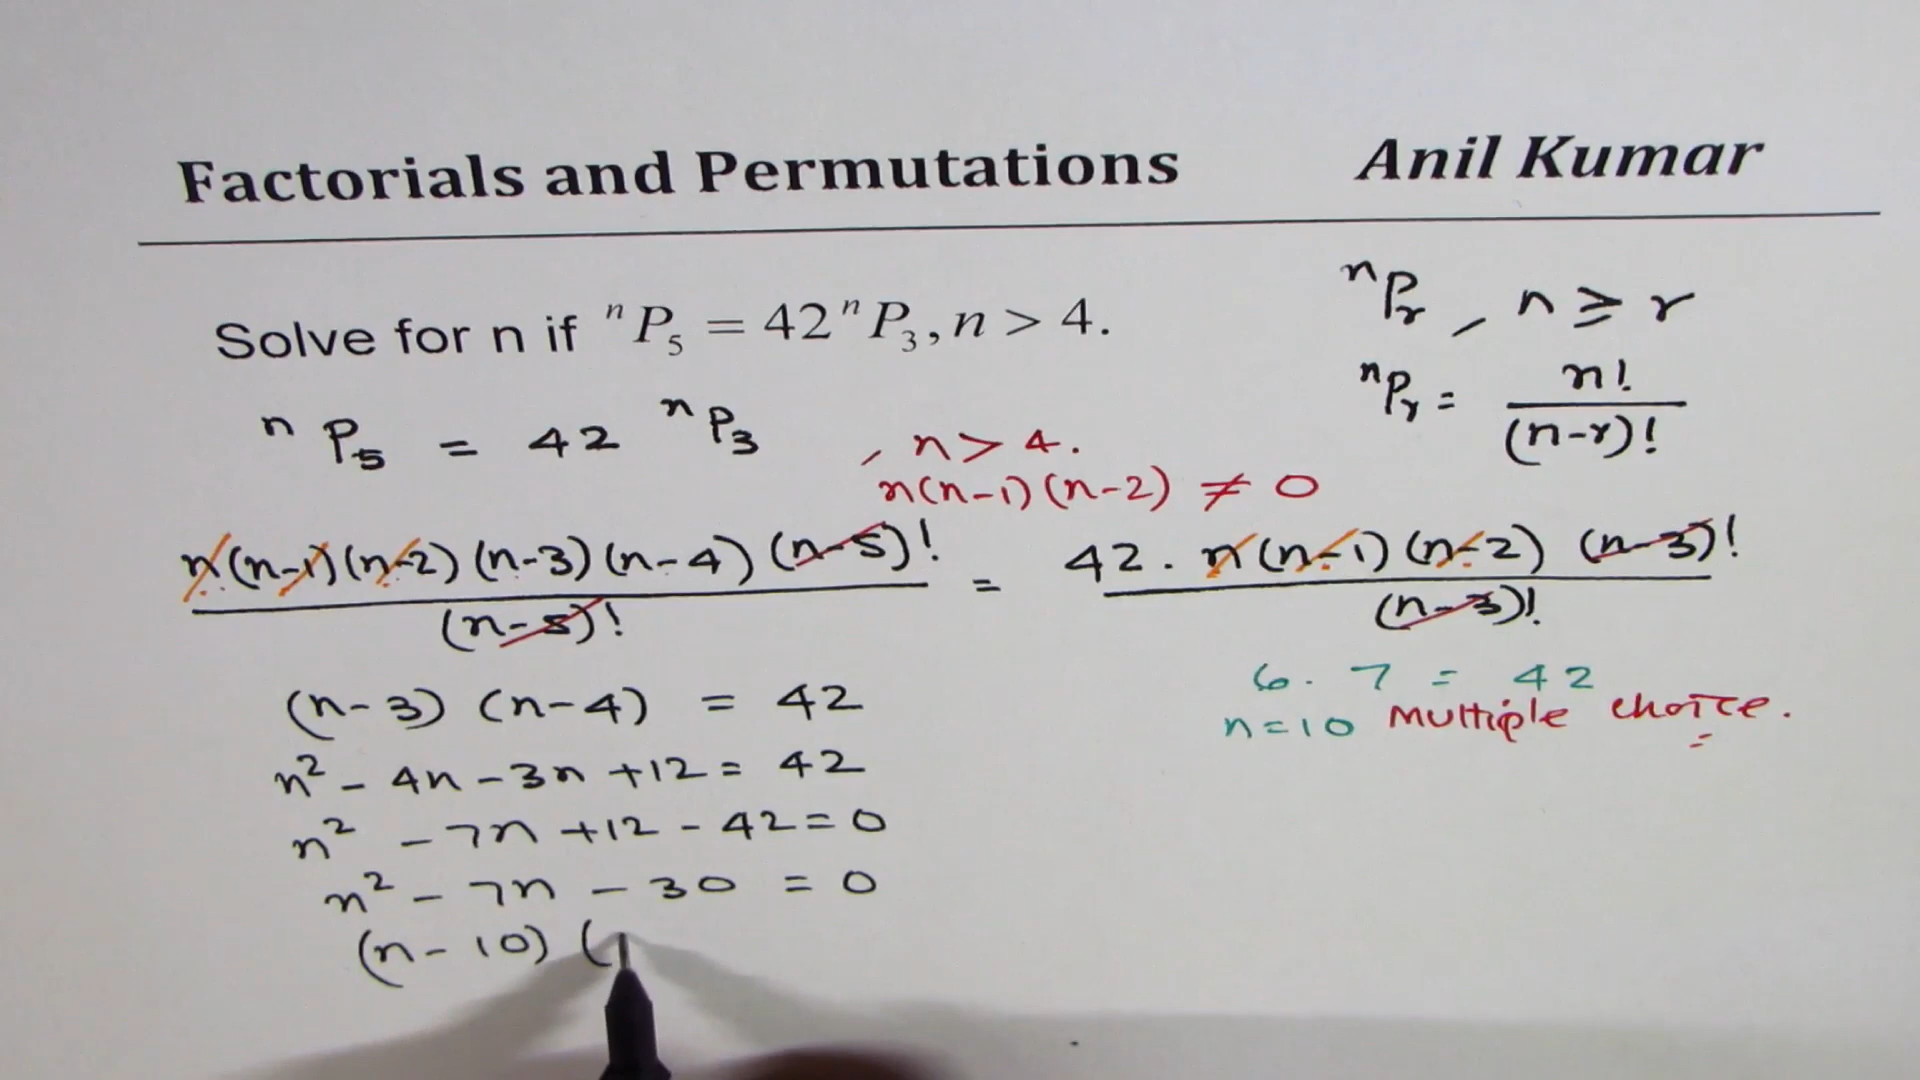 Factorials and Permutations Anil Kumar
Solve for n if ⁿP₅ = 42 ⁿP₃, n > 4.
ⁿPᵣ , n ≥ r
ⁿPᵣ = n! / (n-r)!
ⁿP₅ = 42 ⁿP₃ , n > 4.
n(n-1)(n-2) ≠ 0
n(n-1)(n-2)(n-3)(n-4)(n-5)! / (n-5)! = 42 . n(n-1)(n-2)(n-3)! / (n-3)!
6 . 7 = 42
n=10 Multiple choice.
(n-3) (n-4) = 42
n² - 4n - 3n + 12 = 42
n² - 7n + 12 - 42 = 0
n² - 7n - 30 = 0
(n - 10) (